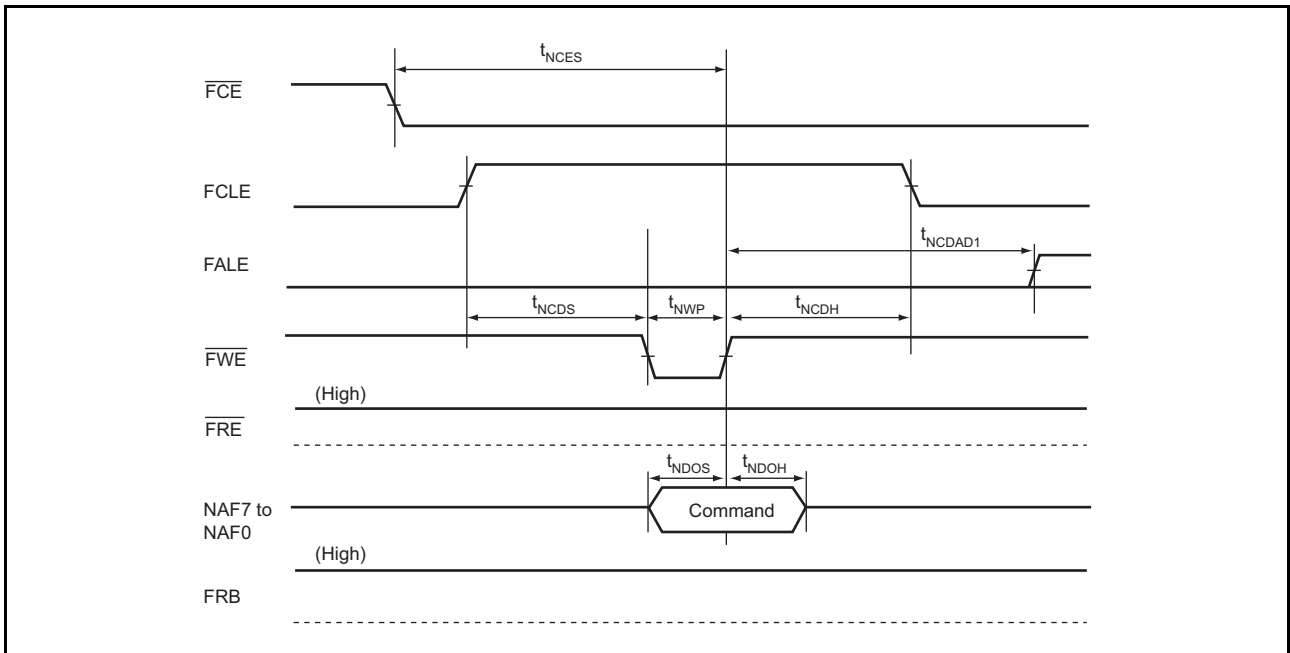 tNCES
FCE
FCLE
tNCDAD1
FALE
tNCDS
tNWP
tNCDH
FWE
(High)
FRE
tNDOS
tNDOH
NAF7 to
NAF0
Command
(High)
FRB